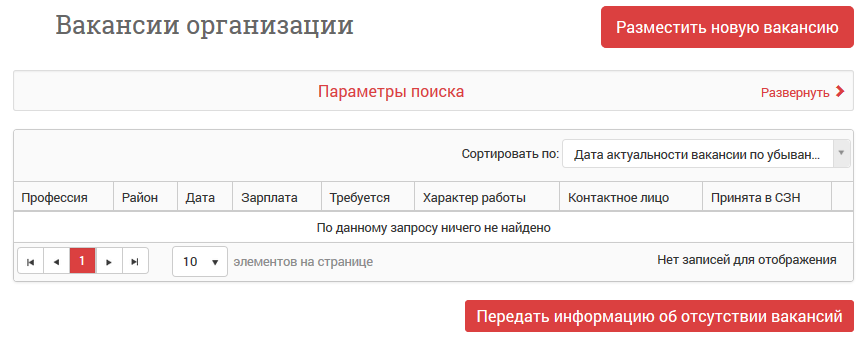 Вакансии организации
Разместить новую вакансию
Параметры поиска
Развернуть
Сортировать по: Дата актуальности вакансии по убыван...
Профессия Район Дата Зарплата Требуется Характер работы Контактное лицо Принята в СЗН
По данному запросу ничего не найдено
1 10 элементов на странице Нет записей для отображения
Передать информацию об отсутствии вакансий